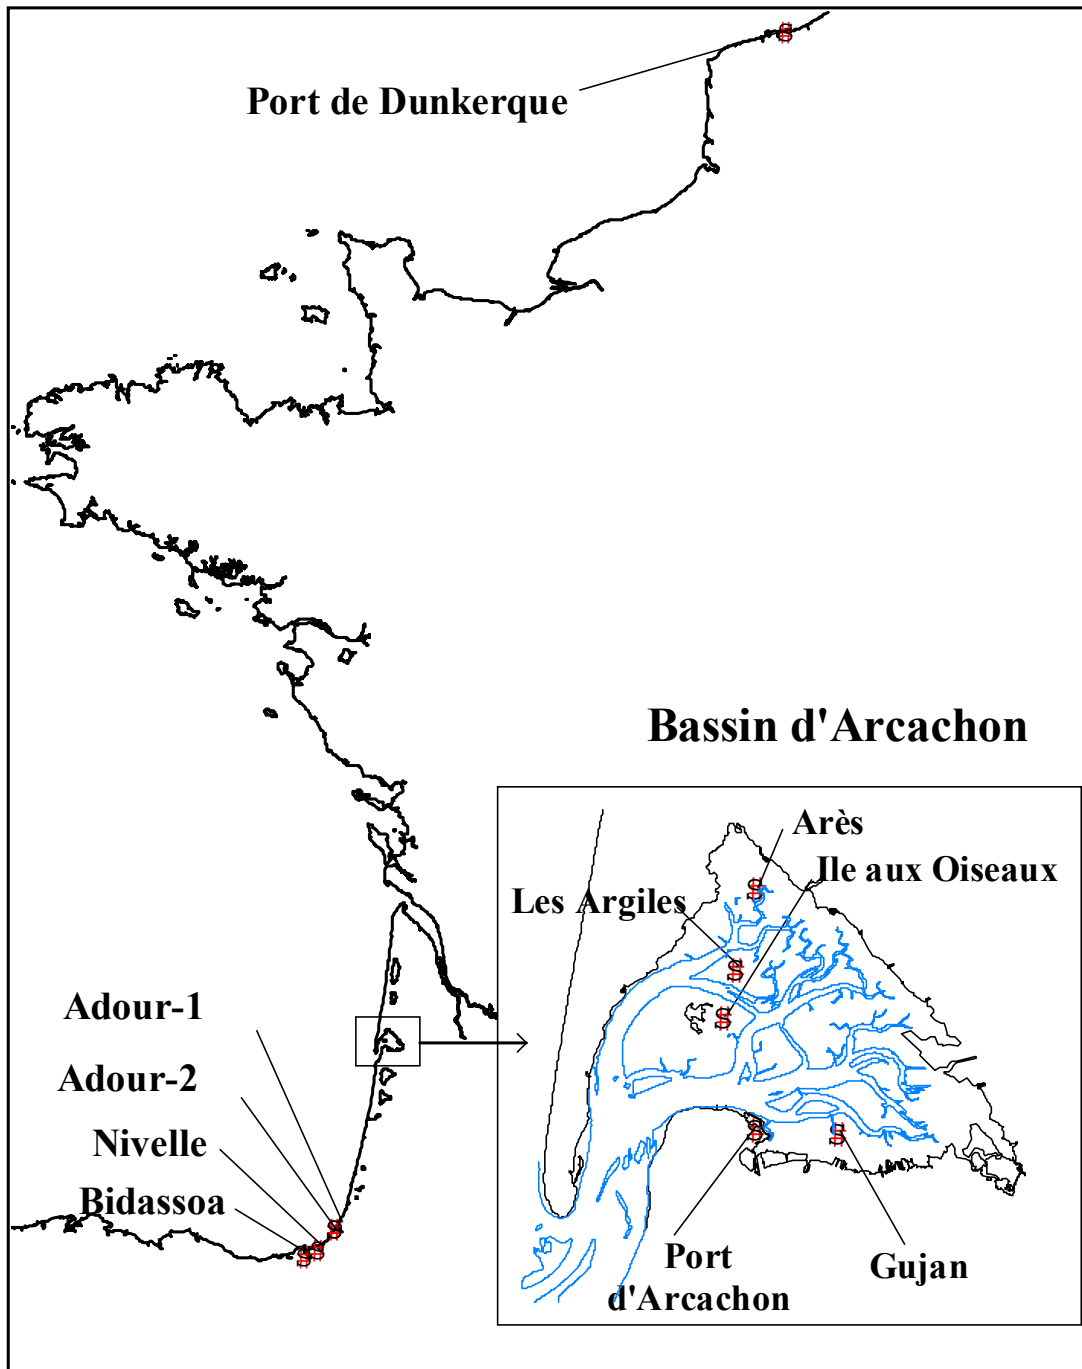 Port de Dunkerque
Bassin d'Arcachon
Arès
Ile aux Oiseaux
Les Argiles
Adour-1
Adour-2
Nivelle
Bidassoa
Port
d'Arcachon
Gujan